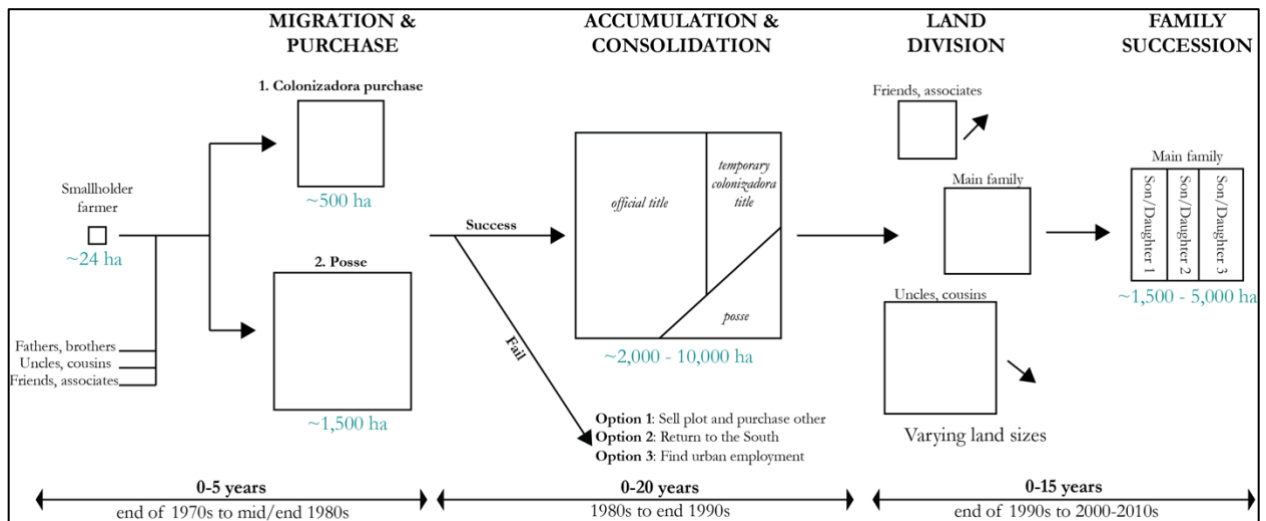 MIGRATION &
PURCHASE
ACCUMULATION &
CONSOLIDATION
LAND
DIVISION
FAMILY
SUCCESSION
Smallholder
farmer
~24 ha
Fathers, brothers
Uncles, cousins
Friends, associates
1. Colonizadora purchase
~500 ha
2. Posse
~1,500 ha
Success
Fail
official title
temporary
colonizadora
title
posse
~2,000 - 10,000 ha
Option 1: Sell plot and purchase other
Option 2: Return to the South
Option 3: Find urban employment
Friends, associates
Main family
Uncles, cousins
Varying land sizes
Main family
Son/Daughter 1
Son/Daughter 2
Son/Daughter 3
~1,500 - 5,000 ha
0-5 years
end of 1970s to mid/end 1980s
0-20 years
1980s to end 1990s
0-15 years
end of 1990s to 2000-2010s